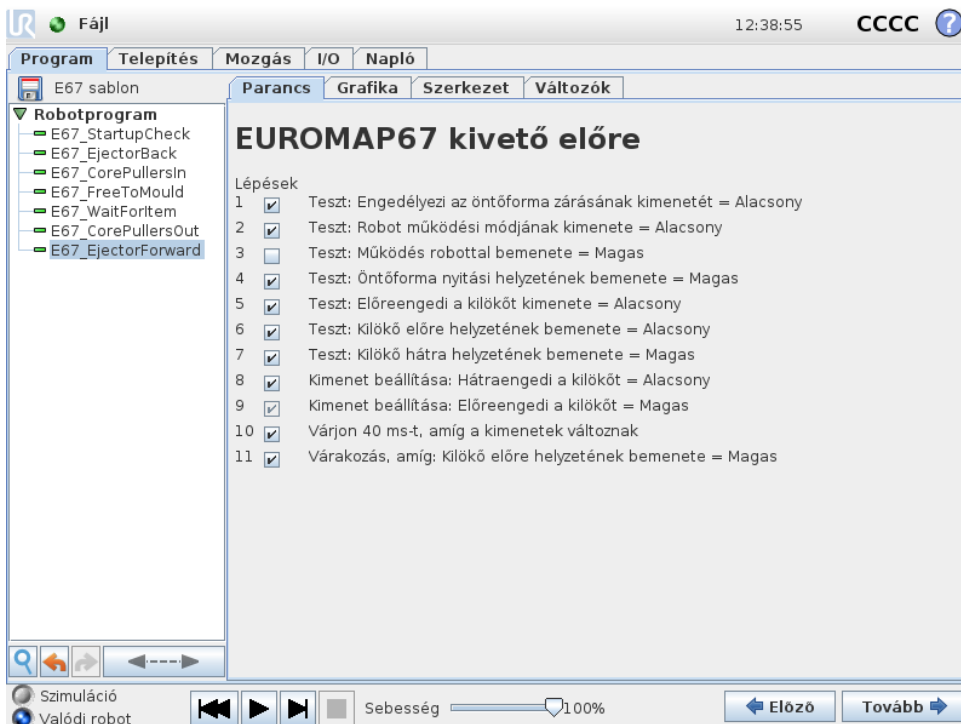 UR Fájl 12:38:55 CCCC ?
Program Telepítés Mozgás I/O Napló
E67 sablon
Parancs Grafika Szerkezet Változók
Robotprogram
E67_StartupCheck
E67_EjectorBack
E67_CorePullersIn
E67_FreeToMould
E67_WaitForItem
E67_CorePullersOut
E67_EjectorForward
EUROMAP67 kivető előre
Lépések
1 Teszt: Engedélyezi az öntőforma zárásának kimenetét = Alacsony
2 Teszt: Robot működési módjának kimenete = Alacsony
3 Teszt: Működés robottal bemenete = Magas
4 Teszt: Öntőforma nyitási helyzetének bemenete = Magas
5 Teszt: Előreengedi a kilökőt kimenete = Alacsony
6 Teszt: Kilökő előre helyzetének bemenete = Alacsony
7 Teszt: Kilökő hátra helyzetének bemenete = Magas
8 Kimenet beállítása: Hátraengedi a kilökőt = Alacsony
9 Kimenet beállítása: Előreengedi a kilökőt = Magas
10 Várjon 40 ms-t, amíg a kimenetek változnak
11 Várakozás, amíg: Kilökő előre helyzetének bemenete = Magas
Szimuláció
Valódi robot
Sebesség 100%
Elözö
Tovább